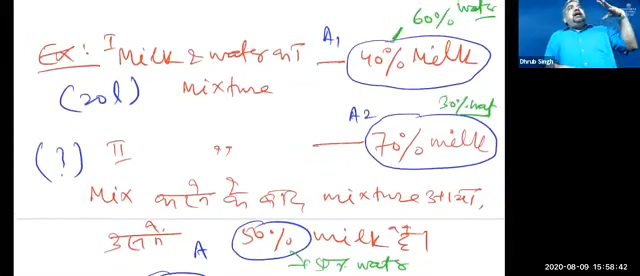 60% water
Ex: I Milk & water का — A1 40% Milk
(20l) mixture
30% wat
A2
(?) II ,, — 70% milk
Mix करने के बाद mixture आया,
A 50% milk है।
50% water
Dhrub Singh
2020-08-09 15:58:42